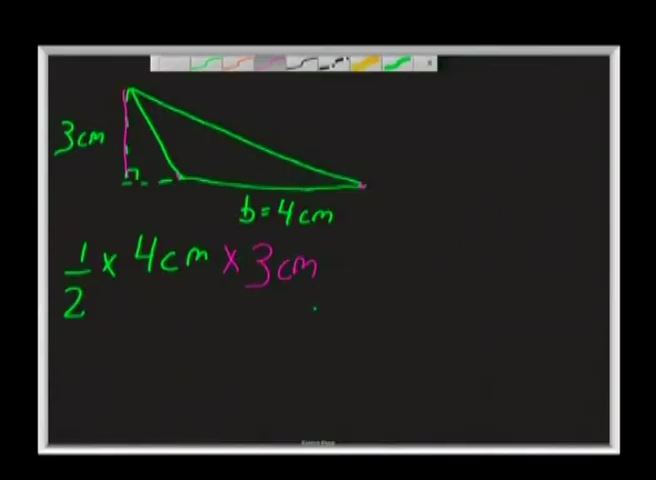 3cm
b = 4cm
1/2 × 4cm × 3cm